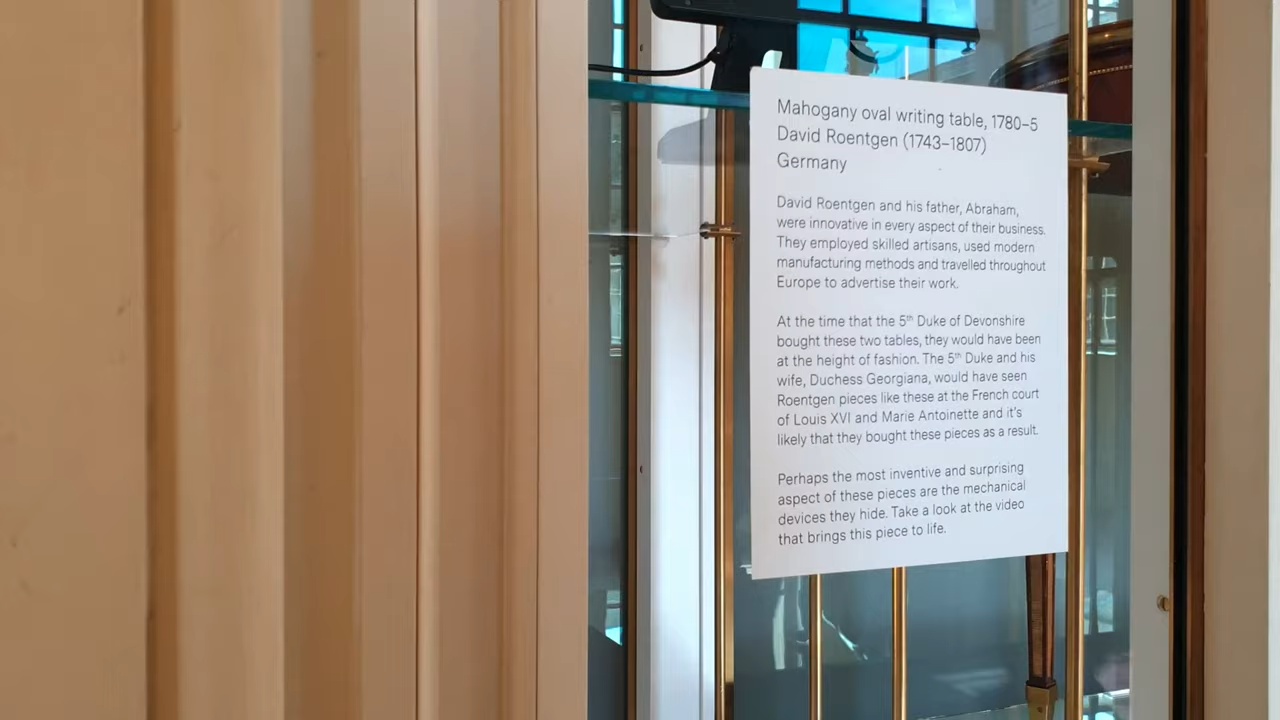 Mahogany oval writing table, 1780–5
David Roentgen (1743–1807)
Germany
David Roentgen and his father, Abraham,
were innovative in every aspect of their business.
They employed skilled artisans, used modern
manufacturing methods and travelled throughout
Europe to advertise their work.
At the time that the 5th Duke of Devonshire
bought these two tables, they would have been
at the height of fashion. The 5th Duke and his
wife, Duchess Georgiana, would have seen
Roentgen pieces like these at the French court
of Louis XVI and Marie Antoinette and it's
likely that they bought these pieces as a result.
Perhaps the most inventive and surprising
aspect of these pieces are the mechanical
devices they hide. Take a look at the video
that brings this piece to life.